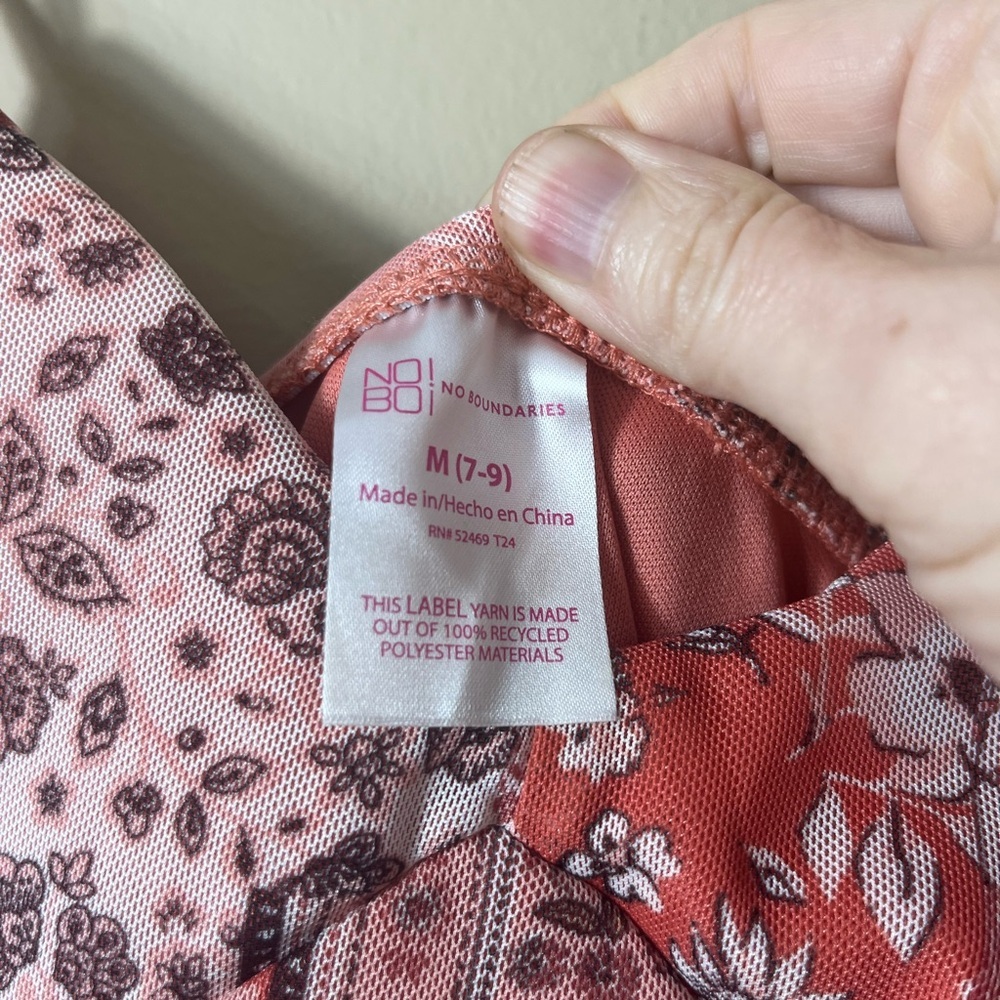 NO!
BO¡ NO BOUNDARIES
M (7-9)
Made in/Hecho en China
RN# 52469 T24
THIS LABEL YARN IS MADE
OUT OF 100% RECYCLED
POLYESTER MATERIALS